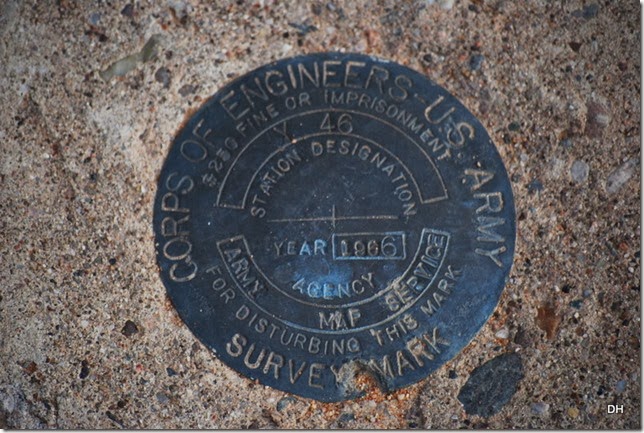 CORPS OF ENGINEERS - U.S. ARMY
$250 FINE OR IMPRISONMENT
Y. 46
STATION DESIGNATION
YEAR 1966
AGENCY
ARMY MAP SERVICE
FOR DISTURBING THIS MARK
SURVEY MARK
DH